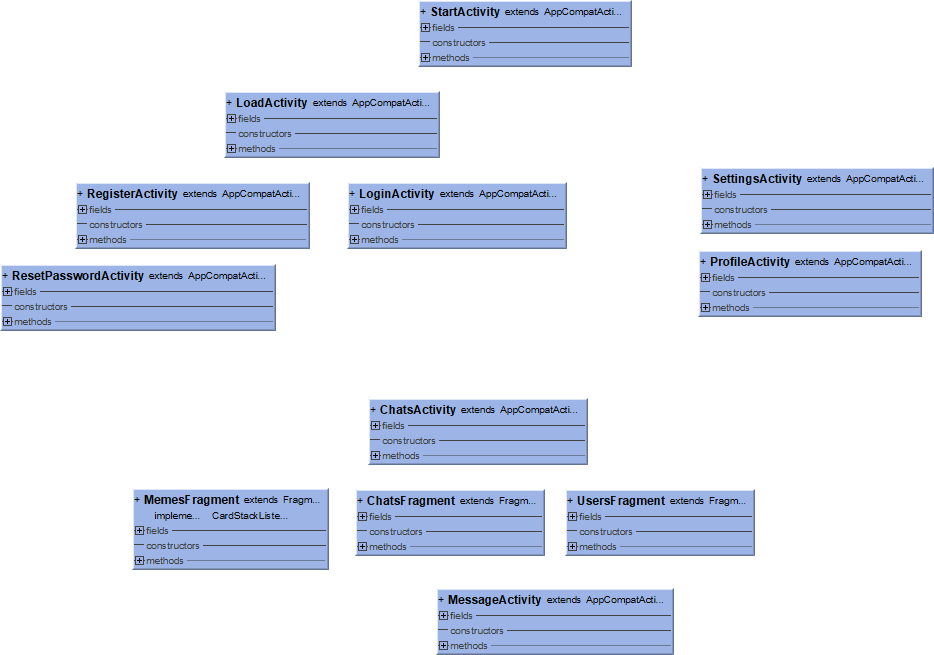 + StartActivity extends AppCompatActi...
fields
constructors
methods
+ LoadActivity extends AppCompatActi...
fields
constructors
methods
+ RegisterActivity extends AppCompatActi...
fields
constructors
methods
+ LoginActivity extends AppCompatActi...
fields
constructors
methods
+ SettingsActivity extends AppCompatActi...
fields
constructors
methods
+ ResetPasswordActivity extends AppCompatActi...
fields
constructors
methods
+ ProfileActivity extends AppCompatActi...
fields
constructors
methods
+ ChatsActivity extends AppCompatActi...
fields
constructors
methods
+ MemesFragment extends Fragm...
impleme... CardStackListe...
fields
constructors
methods
+ ChatsFragment extends Fragm...
fields
constructors
methods
+ UsersFragment extends Fragm...
fields
constructors
methods
+ MessageActivity extends AppCompatActi...
fields
constructors
methods